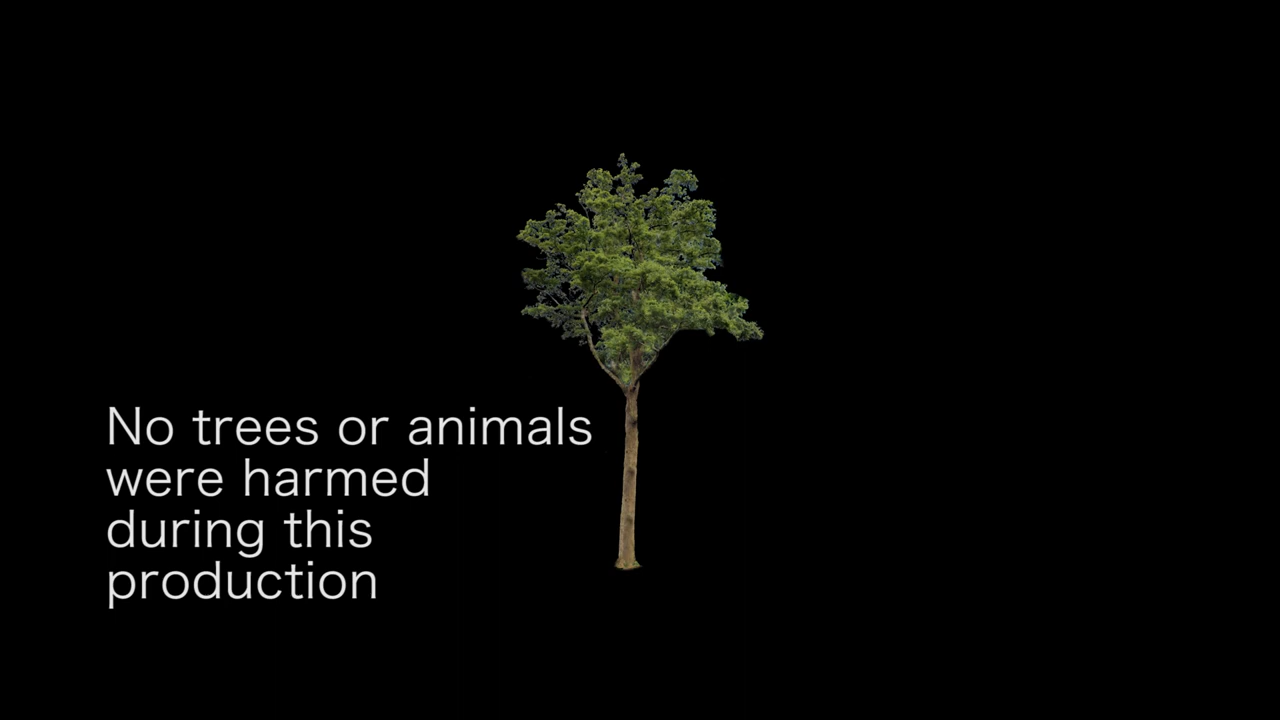 No trees or animals
were harmed
during this
production